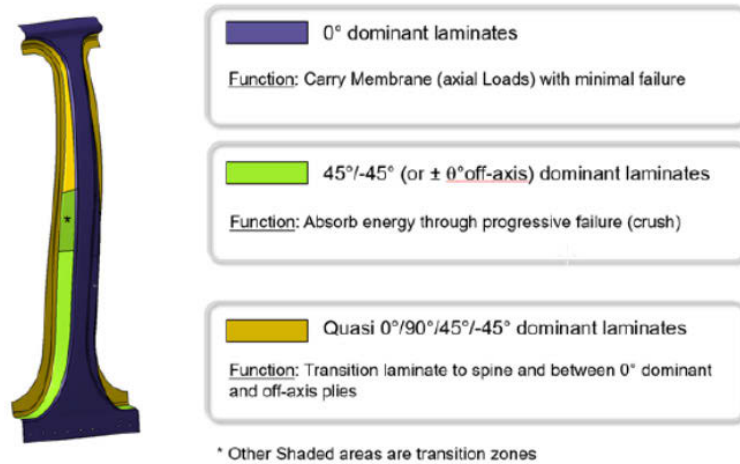 0° dominant laminates
Function: Carry Membrane (axial Loads) with minimal failure
45°/-45° (or ± θ°off-axis) dominant laminates
Function: Absorb energy through progressive failure (crush)
*
Quasi 0°/90°/45°/-45° dominant laminates
Function: Transition laminate to spine and between 0° dominant
and off-axis plies
* Other Shaded areas are transition zones